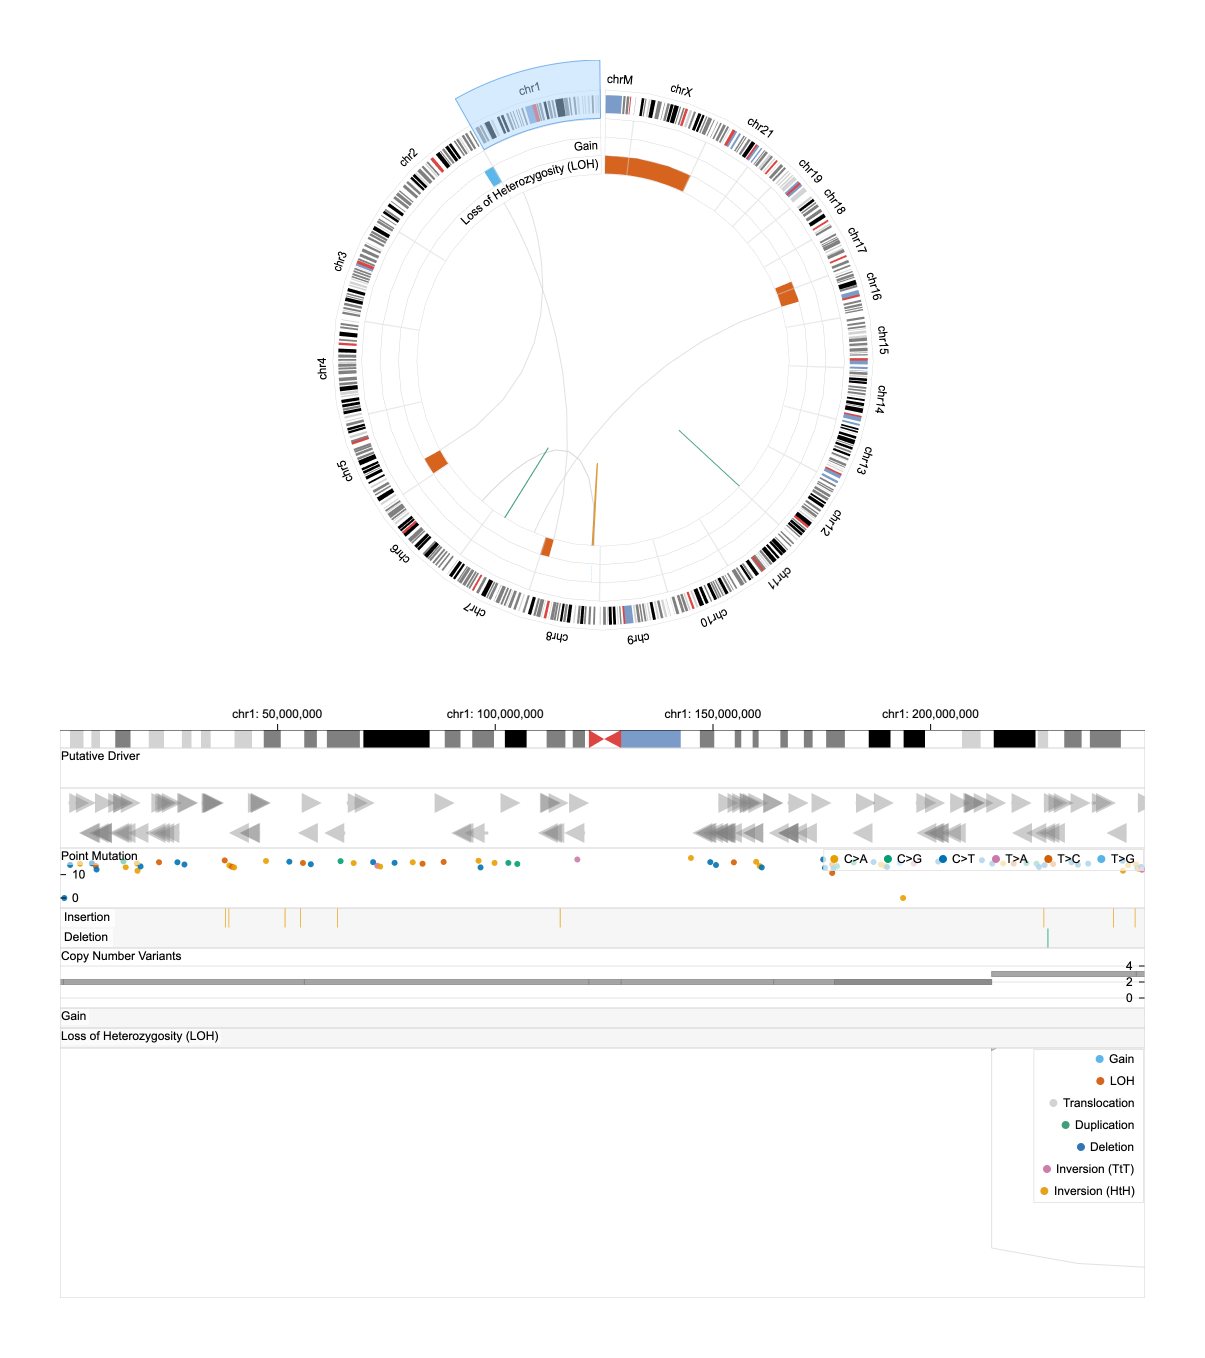 chr1
chrM
chrX
chr21
chr19
chr18
chr17
chr16
chr15
chr14
chr13
chr12
chr11
chr10
chr9
chr8
chr7
chr6
chr5
chr4
chr3
chr2
Gain
Loss of Heterozygosity (LOH)
chr1: 50,000,000 chr1: 100,000,000 chr1: 150,000,000 chr1: 200,000,000
Putative Driver
Point Mutation
C>A C>G C>T T>A T>C T>G
10
0
Insertion
Deletion
Copy Number Variants
4
2
0
Gain
Loss of Heterozygosity (LOH)
Gain
LOH
Translocation
Duplication
Deletion
Inversion (TtT)
Inversion (HtH)